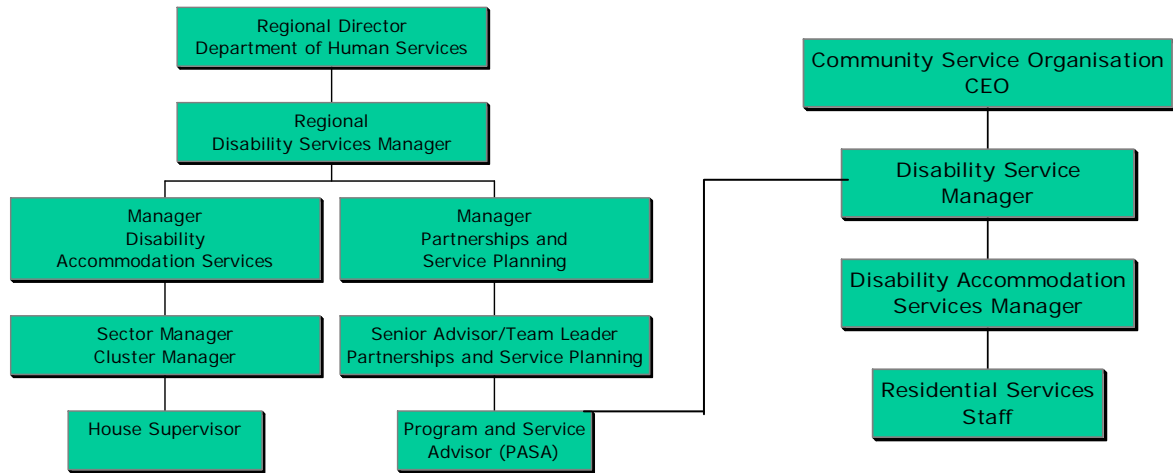 Regional Director
Department of Human Services
Regional
Disability Services Manager
Manager
Disability
Accommodation Services
Manager
Partnerships and
Service Planning
Sector Manager
Cluster Manager
Senior Advisor/Team Leader
Partnerships and Service Planning
House Supervisor
Program and Service
Advisor (PASA)
Community Service Organisation
CEO
Disability Service
Manager
Disability Accommodation
Services Manager
Residential Services
Staff